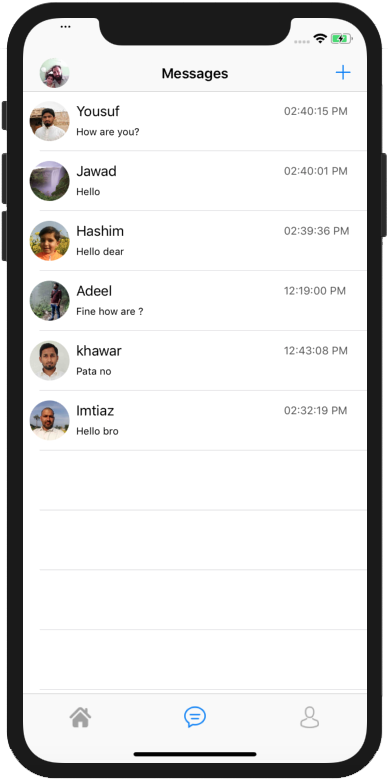 Messages
Yousuf 02:40:15 PM
How are you?
Jawad 02:40:01 PM
Hello
Hashim 02:39:36 PM
Hello dear
Adeel 12:19:00 PM
Fine how are ?
khawar 12:43:08 PM
Pata no
Imtiaz 02:32:19 PM
Hello bro